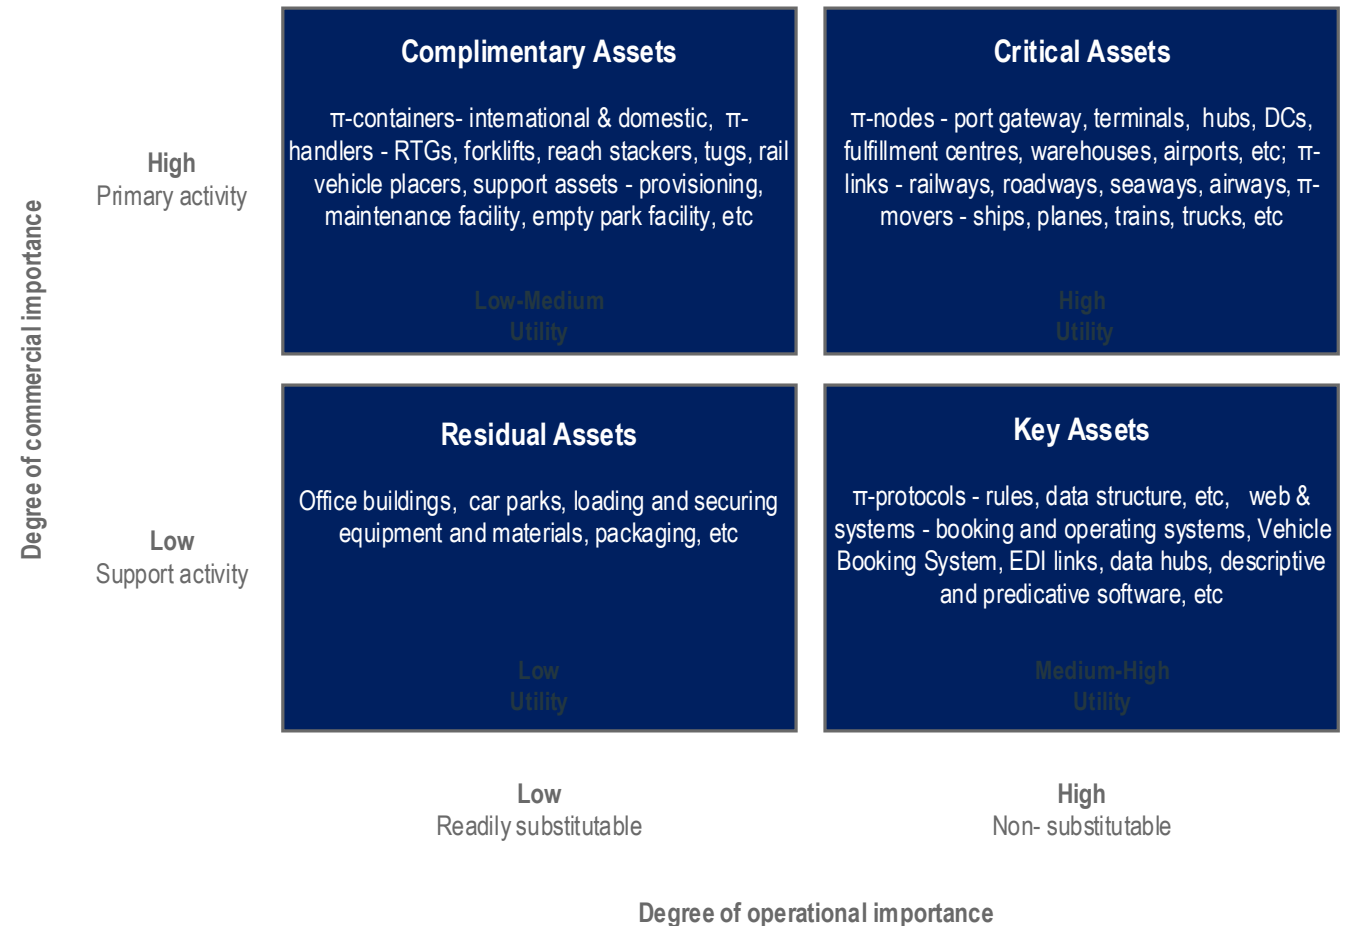 Degree of commercial importance
High
Primary activity
Complimentary Assets
π-containers- international & domestic, π-
handlers - RTGs, forklifts, reach stackers, tugs, rail
vehicle placers, support assets - provisioning,
maintenance facility, empty park facility, etc
Low-Medium
Utility
Critical Assets
π-nodes - port gateway, terminals, hubs, DCs,
fulfillment centres, warehouses, airports, etc; π-
links - railways, roadways, seaways, airways, π-
movers - ships, planes, trains, trucks, etc
High
Utility
Low
Support activity
Residual Assets
Office buildings, car parks, loading and securing
equipment and materials, packaging, etc
Low
Utility
Key Assets
π-protocols - rules, data structure, etc, web &
systems - booking and operating systems, Vehicle
Booking System, EDI links, data hubs, descriptive
and predicative software, etc
Medium-High
Utility
Low
Readily substitutable
High
Non- substitutable
Degree of operational importance